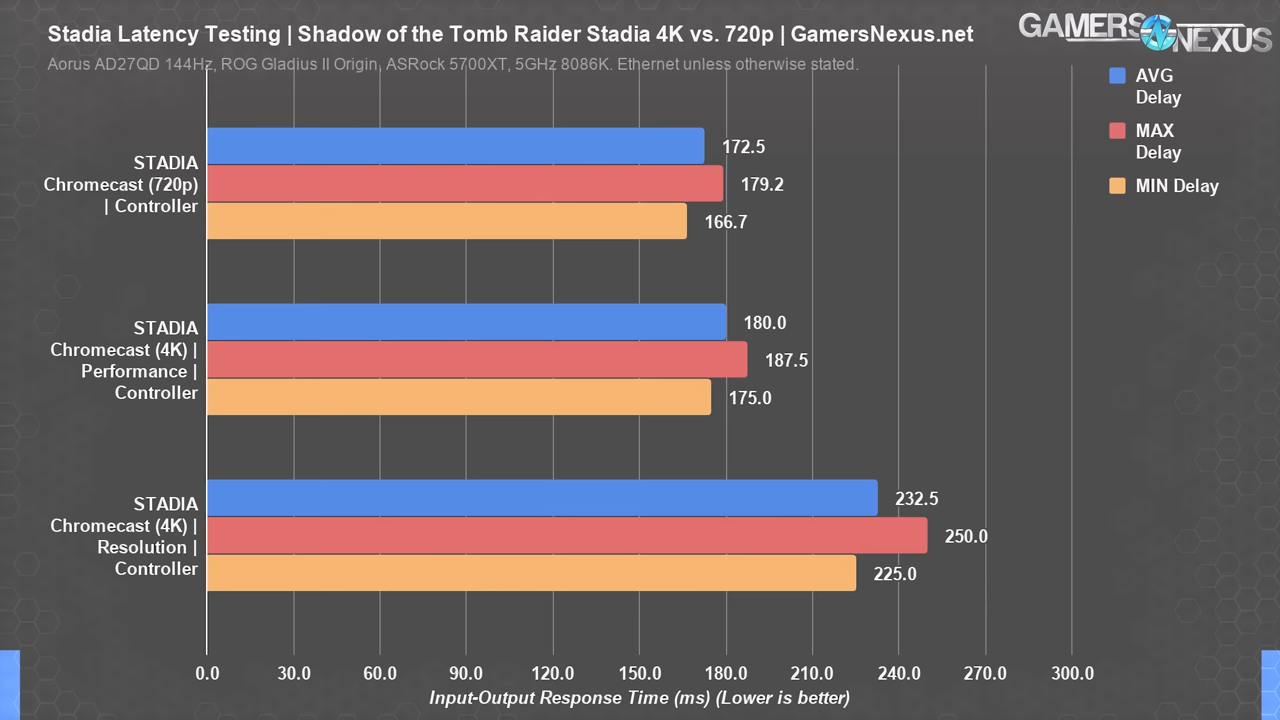 Stadia Latency Testing | Shadow of the Tomb Raider Stadia 4K vs. 720p | GamersNexus.net
GAMERS
NEXUS
Aorus AD27QD 144Hz, ROG Gladius II Origin, ASRock 5700XT, 5GHz 8086K. Ethernet unless otherwise stated.
AVG
Delay
MAX
Delay
MIN Delay
STADIA
Chromecast (720p)
| Controller
172.5
179.2
166.7
STADIA
Chromecast (4K) |
Performance |
Controller
180.0
187.5
175.0
STADIA
Chromecast (4K) |
Resolution |
Controller
232.5
250.0
225.0
0.0 30.0 60.0 90.0 120.0 150.0 180.0 210.0 240.0 270.0 300.0
Input-Output Response Time (ms) (Lower is better)